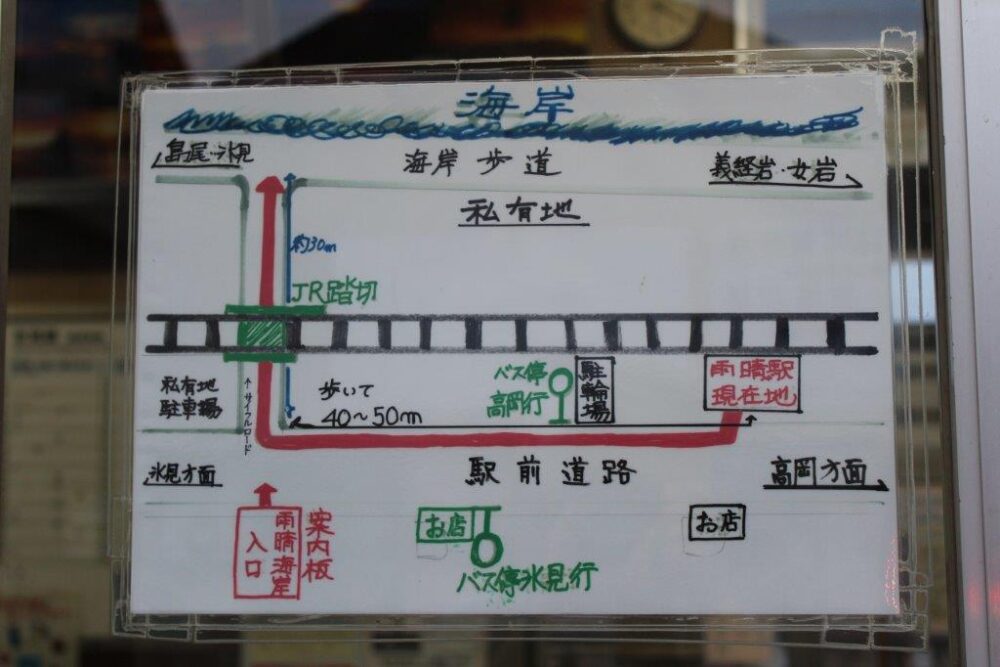 海岸
島尾・氷見
海岸歩道
義経岩・女岩
私有地
約30m
JR踏切
私有地
駐車場
サイクルロード
歩いて
40〜50m
バス停
高岡行
駐輪場
雨晴駅
現在地
氷見方面
駅前道路
高岡方面
案内板
雨晴海岸
入口
お店
バス停氷見行
お店